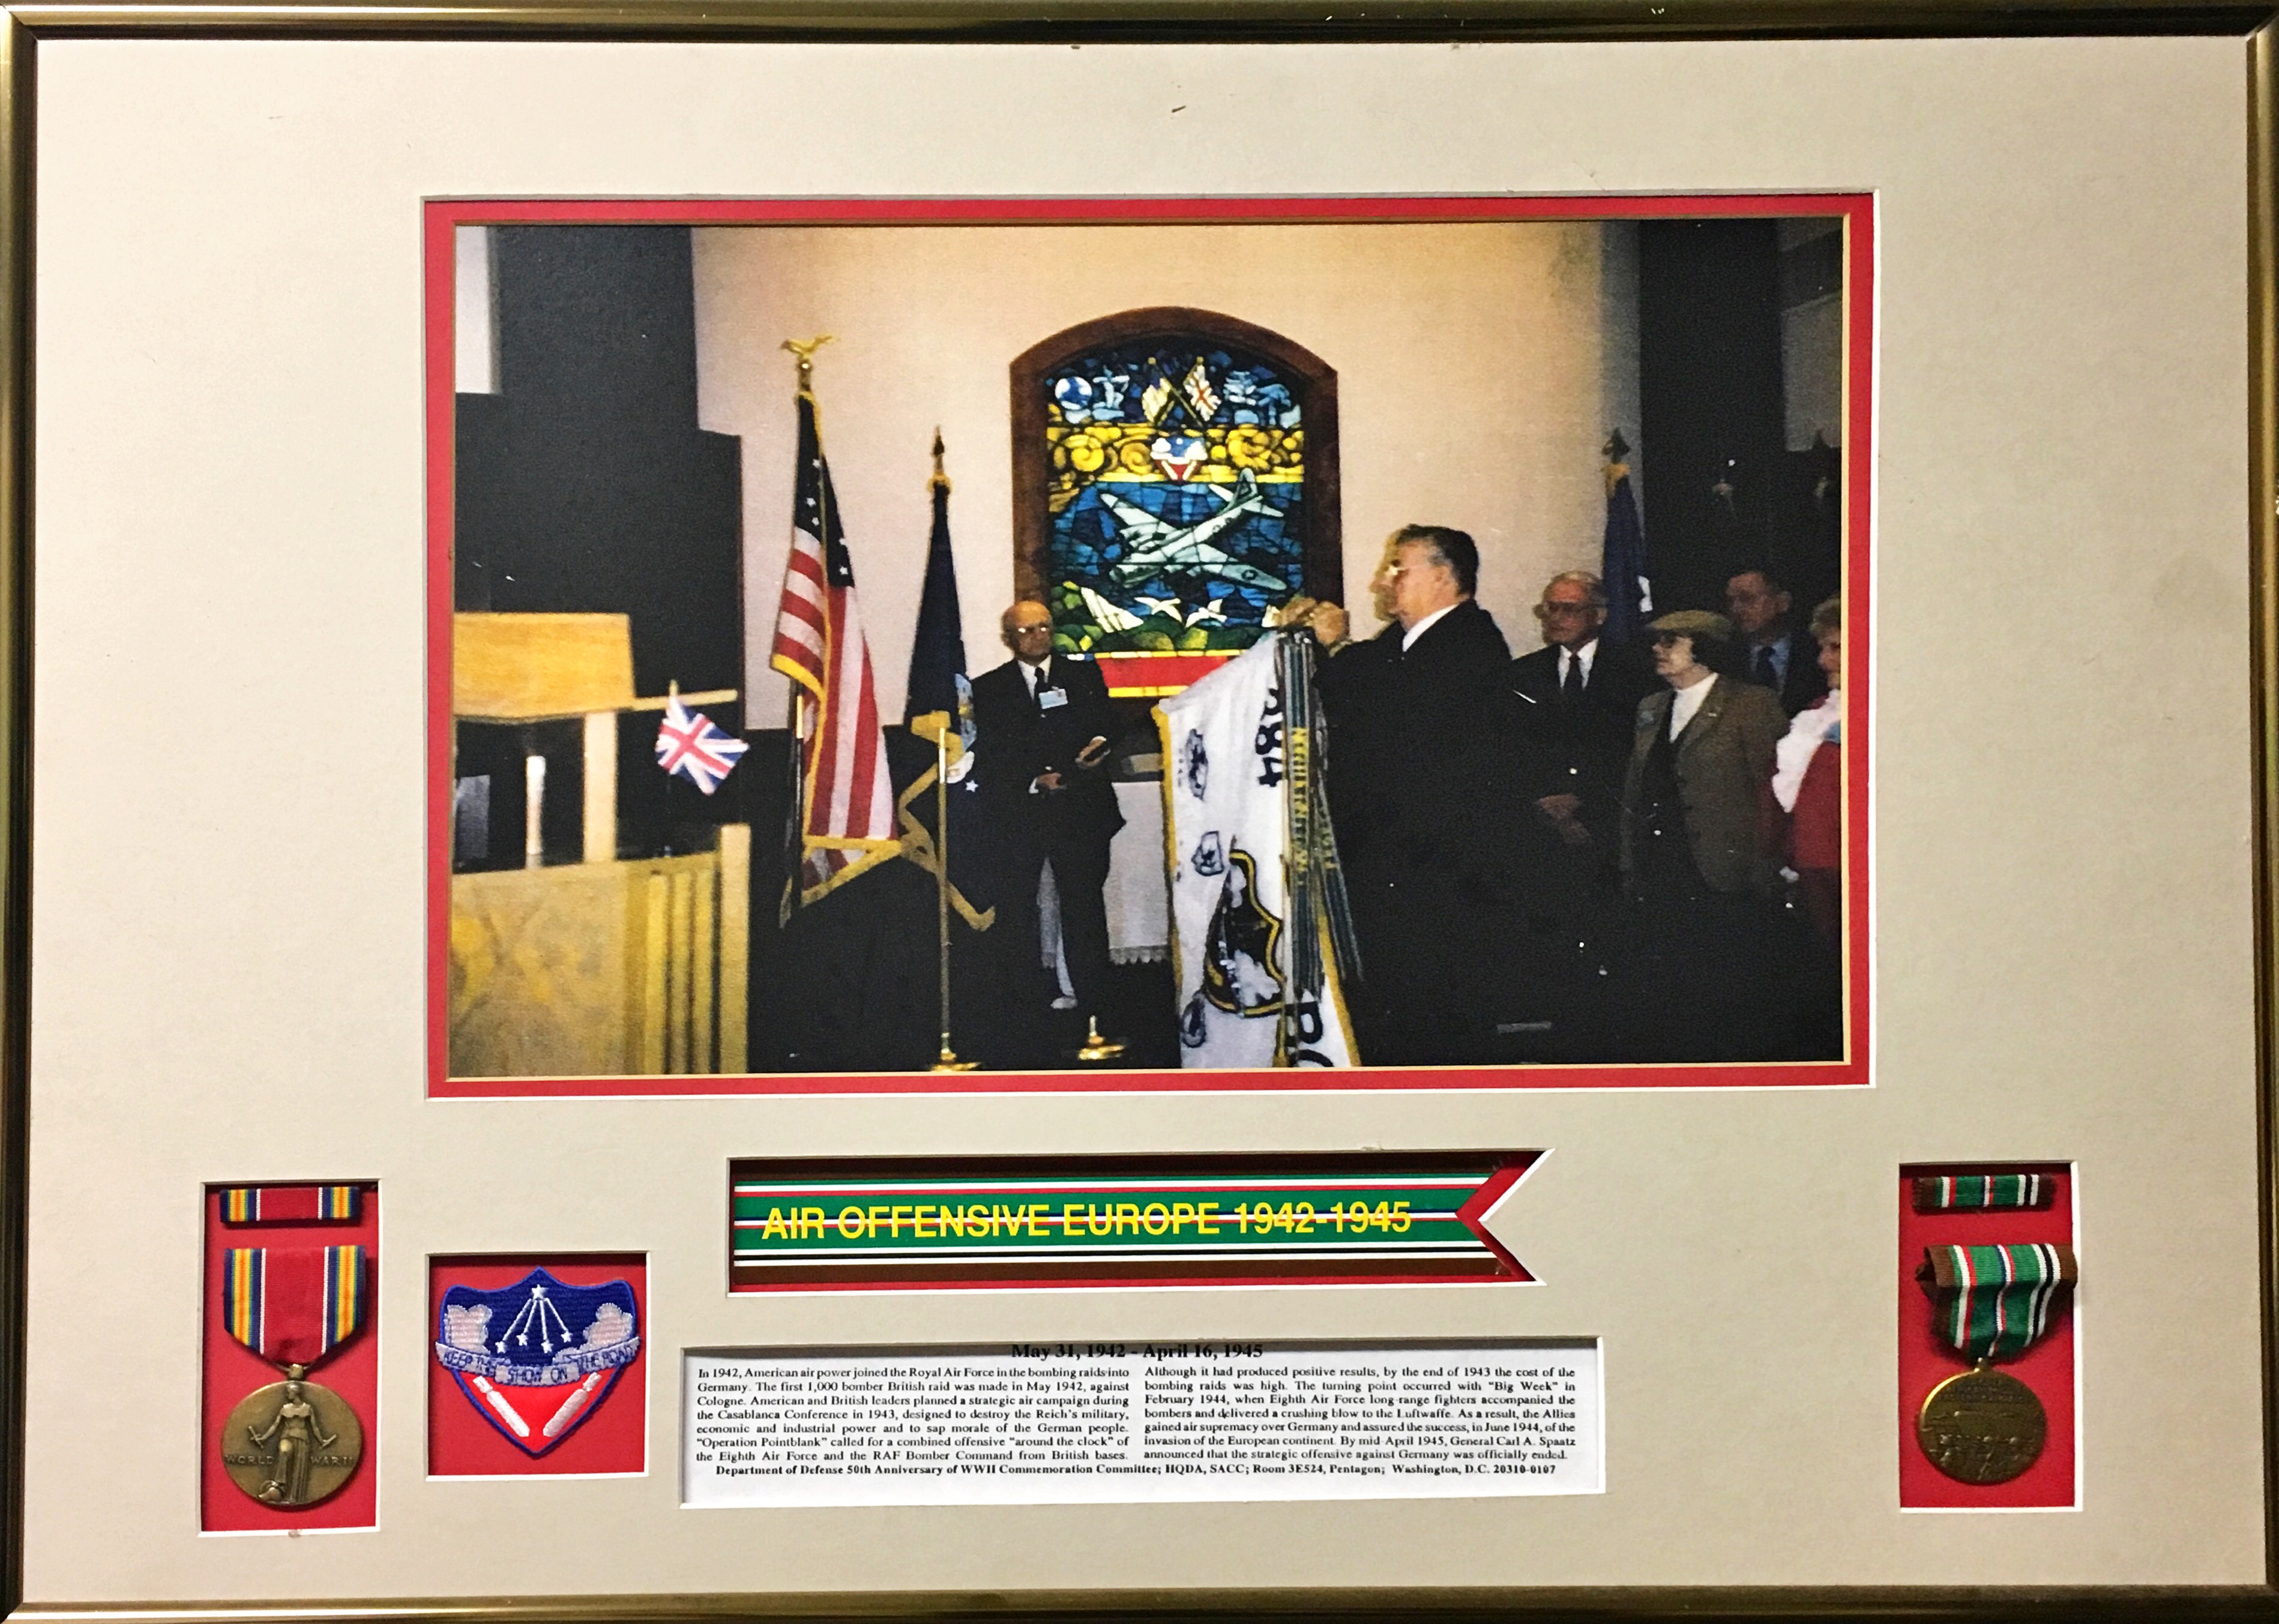 384
NORMANDY
BO
AIR OFFENSIVE EUROPE 1942-1945
KEEP THE SHOW ON THE ROAD
WORLD WAR II
May 31, 1942 - April 16, 1945
In 1942, American air power joined the Royal Air Force in the bombing raids into
Germany. The first 1,000 bomber British raid was made in May 1942, against
Cologne. American and British leaders planned a strategic air campaign during
the Casablanca Conference in 1943, designed to destroy the Reich's military,
economic and industrial power and to sap morale of the German people.
"Operation Pointblank" called for a combined offensive "around the clock" of
the Eighth Air Force and the RAF Bomber Command from British bases.
Although it had produced positive results, by the end of 1943 the cost of the
bombing raids was high. The turning point occurred with "Big Week" in
February 1944, when Eighth Air Force long-range fighters accompanied the
bombers and delivered a crushing blow to the Luftwaffe. As a result, the Allies
gained air supremacy over Germany and assured the success, in June 1944, of the
invasion of the European continent. By mid-April 1945, General Carl A. Spaatz
announced that the strategic offensive against Germany was officially ended.
Department of Defense 50th Anniversary of WWII Commemoration Committee; HQDA, SACC; Room 3E524, Pentagon; Washington, D.C. 20310-0107